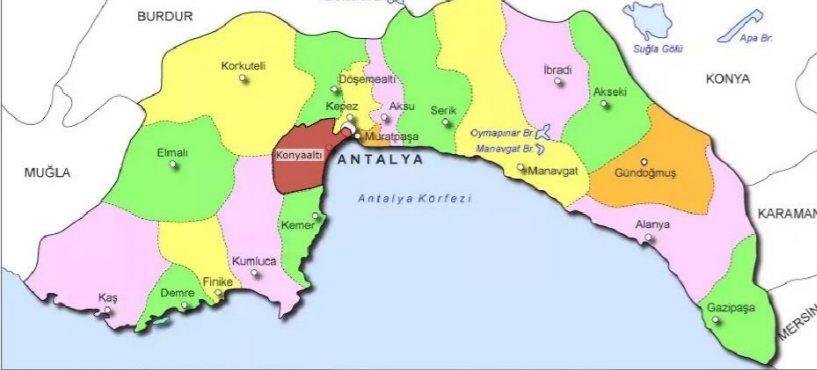 BURDUR
Suğla Gölü
Apa Br.
Korkuteli
İbradi
KONYA
Döşemealtı
Kepez
Aksu
Serik
Akseki
Muratpaşa
Oymapınar Br.
Manavgat Br.
Elmalı
Konyaaltı
ANTALYA
MUĞLA
Manavgat
Gündoğmuş
Antalya Körfezi
KARAMAN
Kemer
Alanya
Kumluca
Finike
Demre
Kaş
Gazipaşa
MERSİN